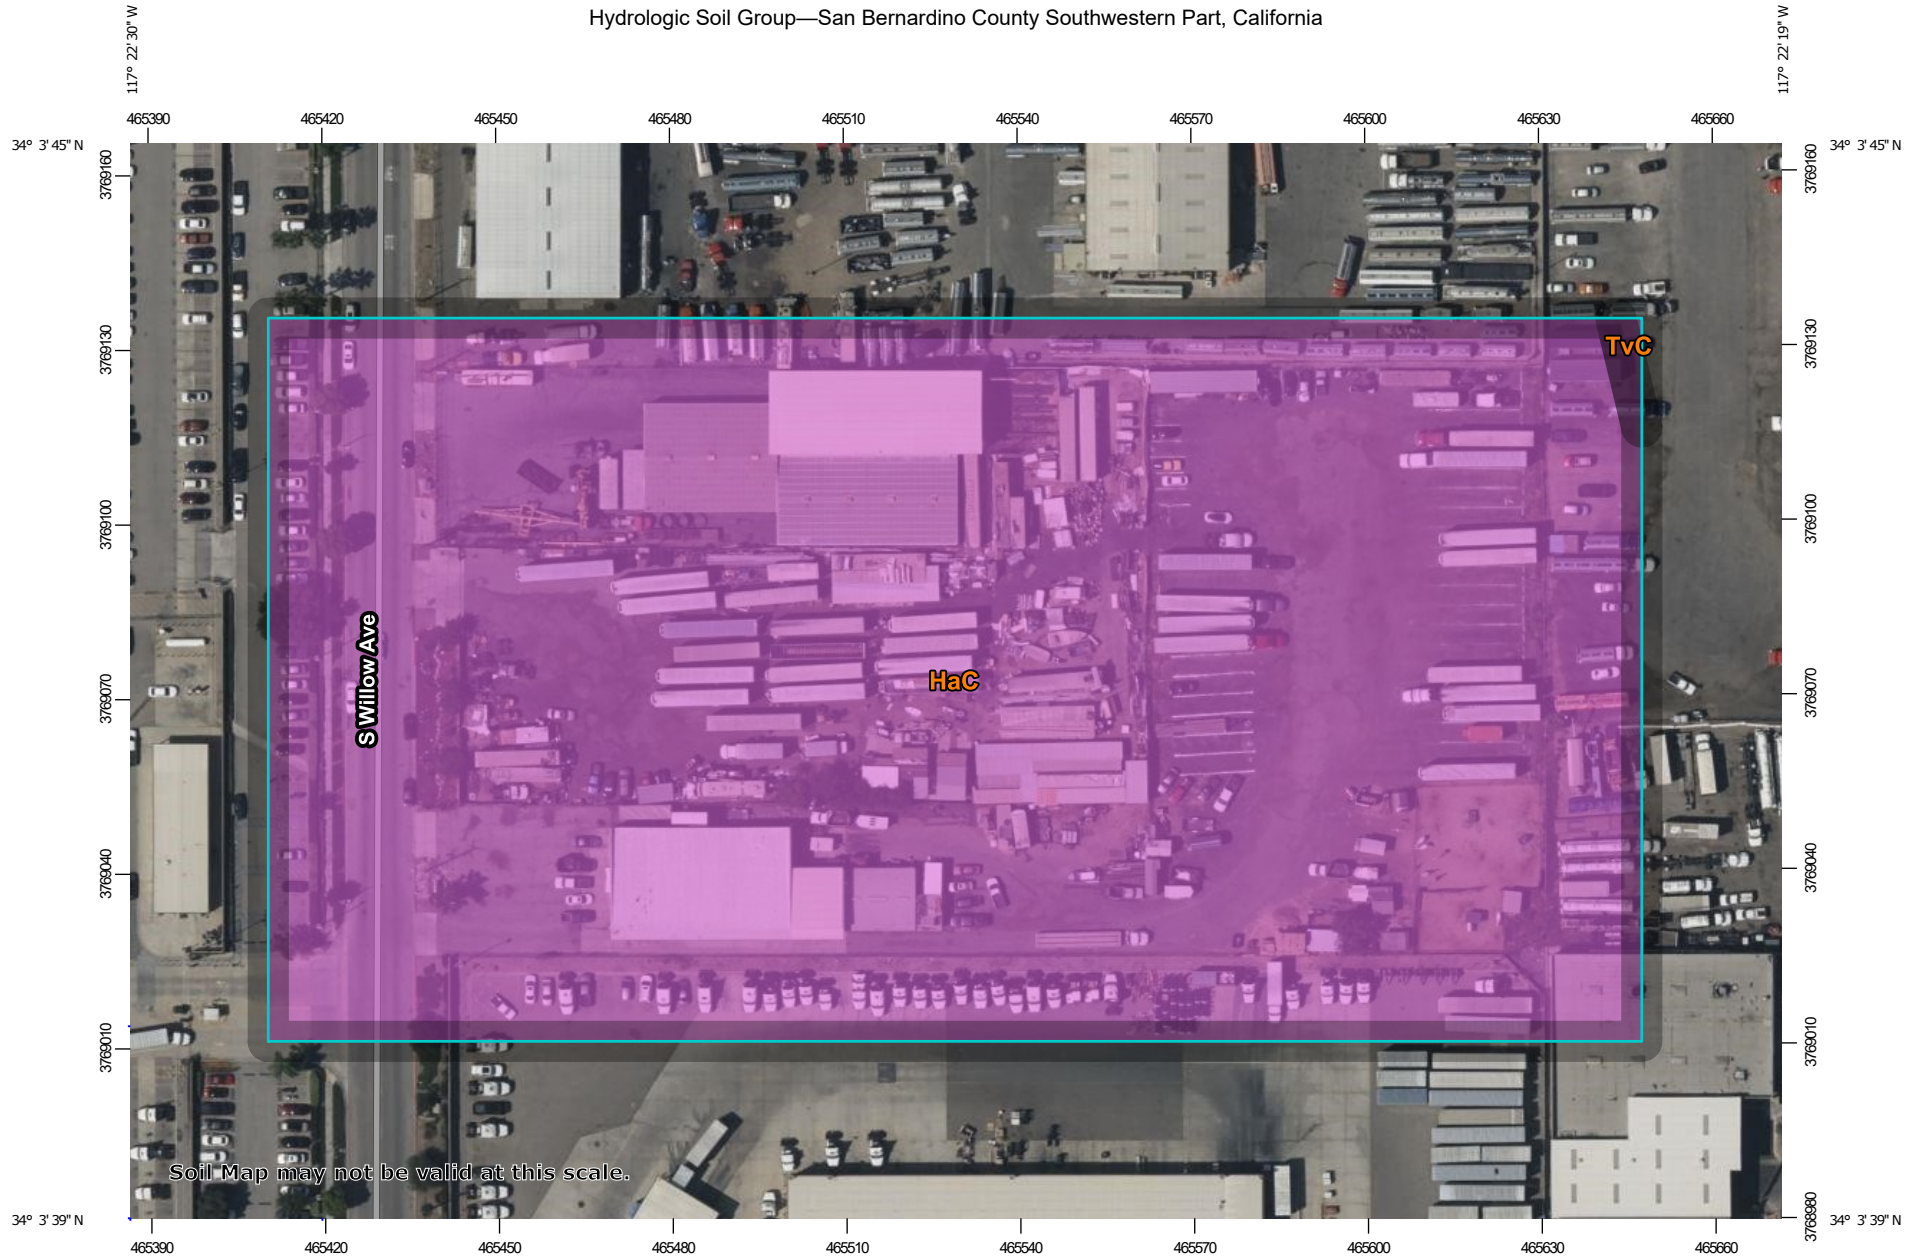 Hydrologic Soil Group—San Bernardino County Southwestern Part, California
117° 22' 30" W
117° 22' 19" W
465390 465420 465450 465480 465510 465540 465570 465600 465630 465660
34° 3' 45" N
34° 3' 45" N
3769160
3769160
3769130
3769130
TvC
3769100
3769100
S Willow Ave
HaC
3769070
3769070
3769040
3769040
3769010
3769010
Soil Map may not be valid at this scale.
3768980
34° 3' 39" N
34° 3' 39" N
465390 465420 465450 465480 465510 465540 465570 465600 465630 465660